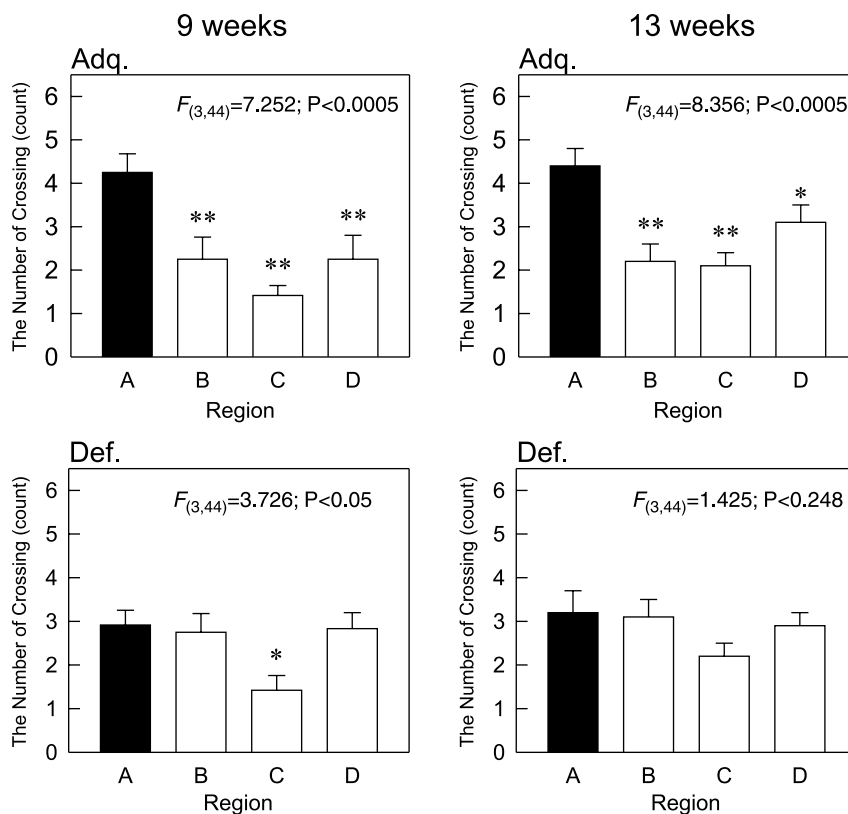 9 weeks
13 weeks
Adq.
The Number of Crossing (count)
6
5
4
3
2
1
0
F(3,44)=7.252; P<0.0005
**
**
**
A B C D
Region
Adq.
The Number of Crossing (count)
6
5
4
3
2
1
0
F(3,44)=8.356; P<0.0005
**
**
*
A B C D
Region
Def.
The Number of Crossing (count)
6
5
4
3
2
1
0
F(3,44)=3.726; P<0.05
*
A B C D
Region
Def.
The Number of Crossing (count)
6
5
4
3
2
1
0
F(3,44)=1.425; P<0.248
A B C D
Region